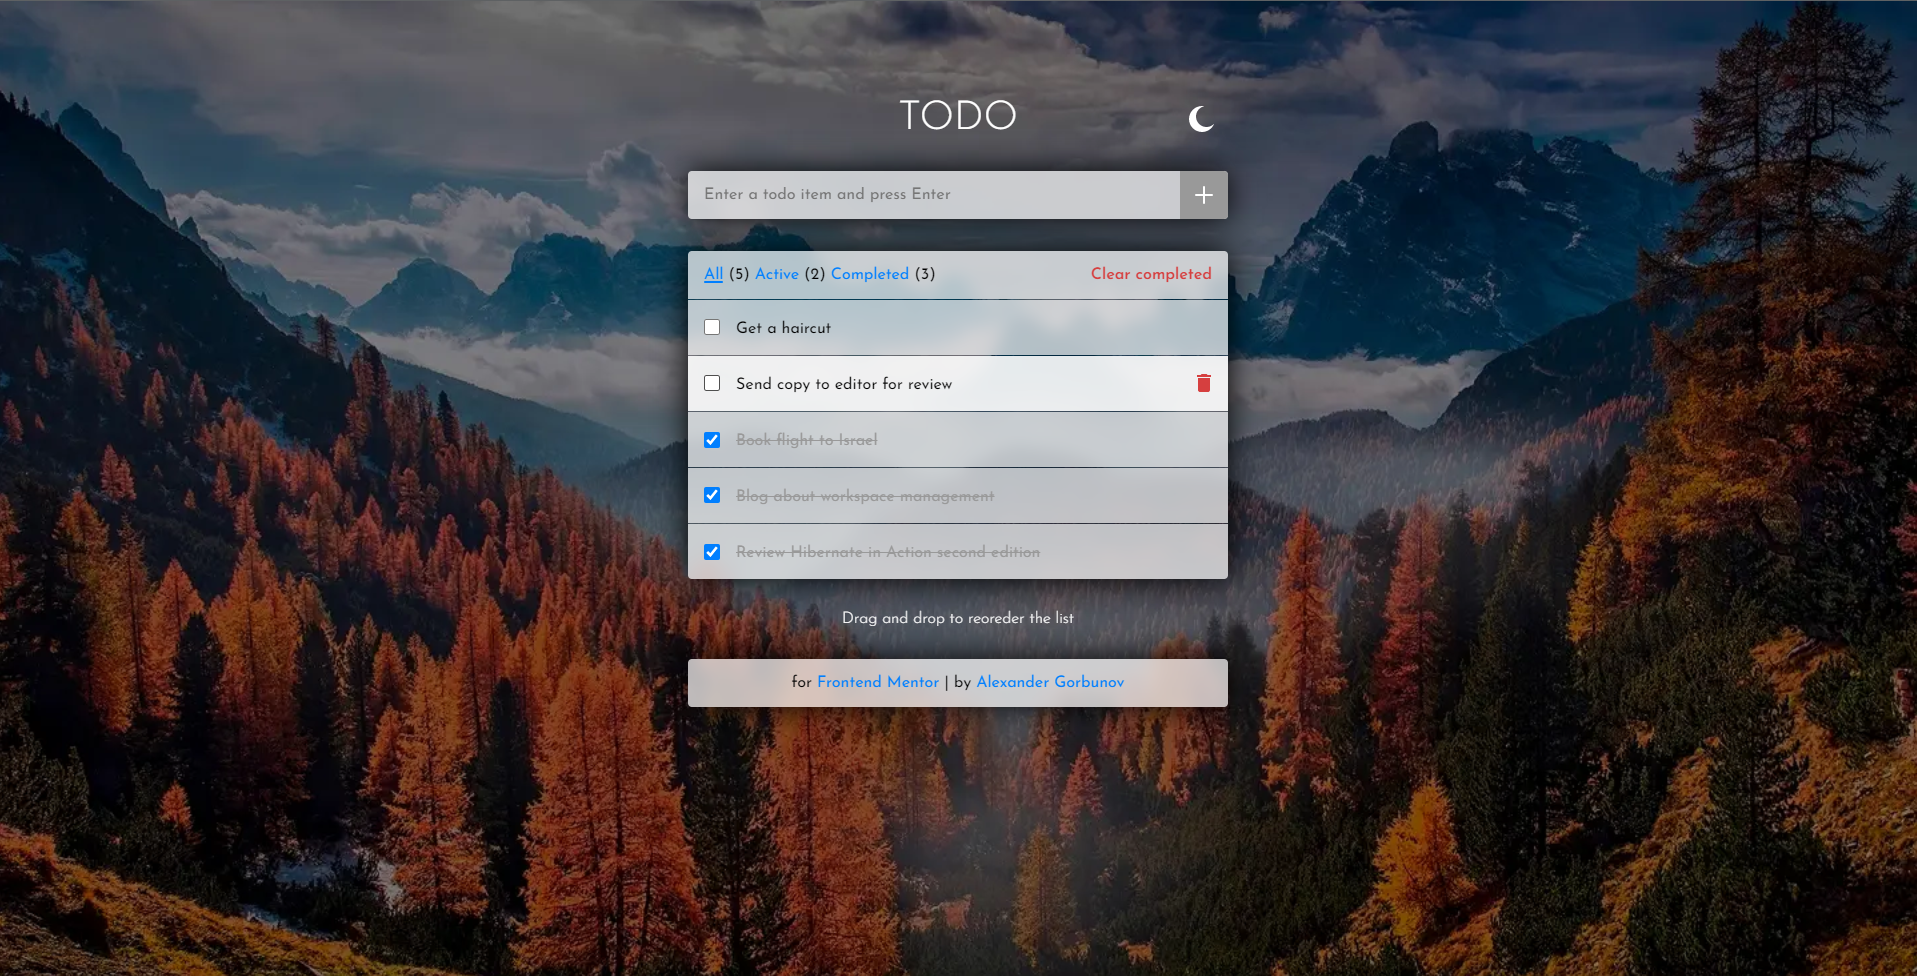 TODO
Enter a todo item and press Enter
All (5) Active (2) Completed (3) Clear completed
Get a haircut
Send copy to editor for review
Book flight to Israel
Blog about workspace management
Review Hibernate in Action second edition
Drag and drop to reoreder the list
for Frontend Mentor | by Alexander Gorbunov